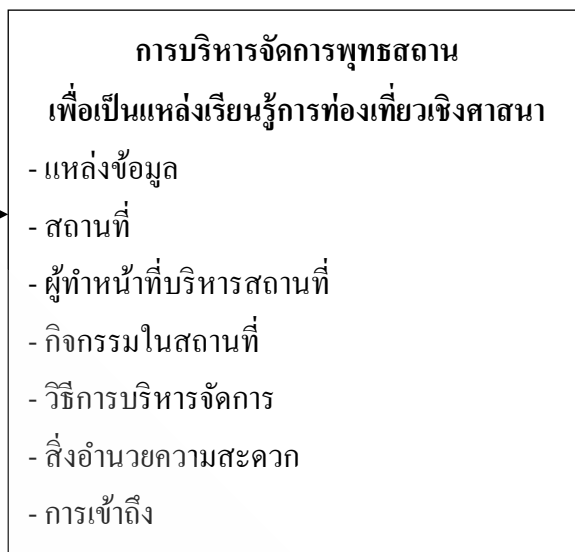 การบริหารจัดการพุทธสถาน
เพื่อเป็นแหล่งเรียนรู้การท่องเที่ยวเชิงศาสนา
- แหล่งข้อมูล
- สถานที่
- ผู้ทำหน้าที่บริหารสถานที่
- กิจกรรมในสถานที่
- วิธีการบริหารจัดการ
- สิ่งอำนวยความสะดวก
- การเข้าถึง